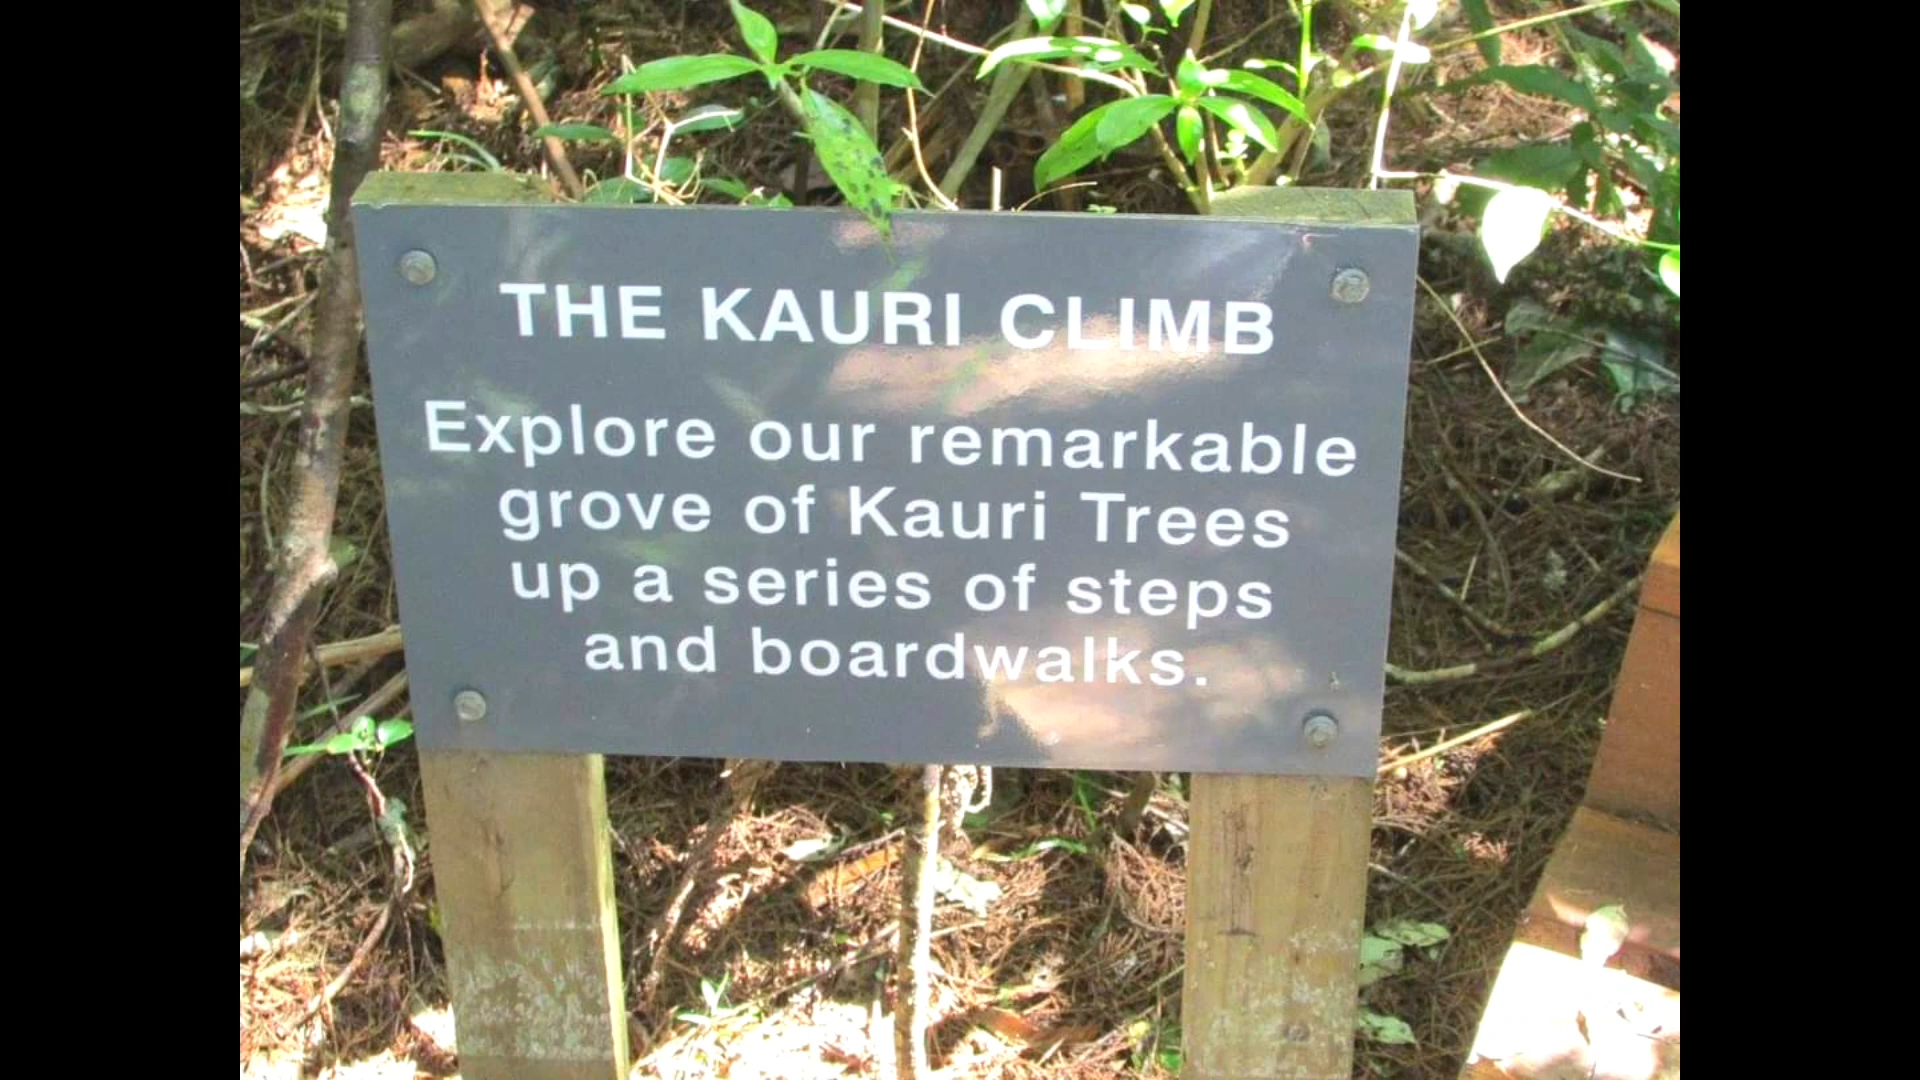 THE KAURI CLIMB
Explore our remarkable
grove of Kauri Trees
up a series of steps
and boardwalks.